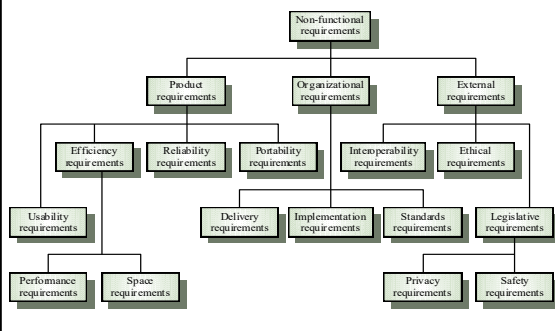 Non-functional
requirements
Product
requirements
Organizational
requirements
External
requirements
Efficiency
requirements
Reliability
requirements
Portability
requirements
Interoperability
requirements
Ethical
requirements
Usability
requirements
Delivery
requirements
Implementation
requirements
Standards
requirements
Legislative
requirements
Performance
requirements
Space
requirements
Privacy
requirements
Safety
requirements